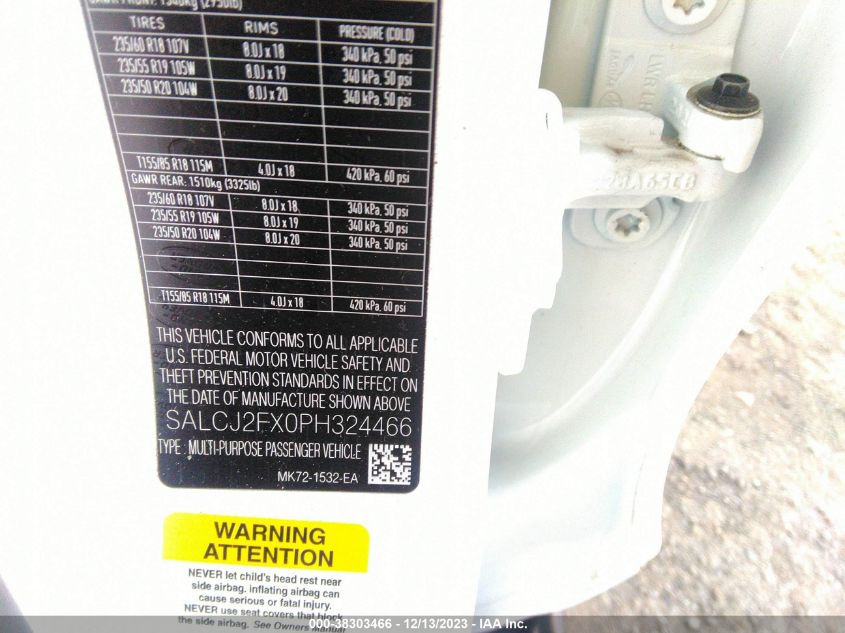 GAWR FRONT: 1340kg (2950lb)
TIRES RIMS PRESSURE (COLD)
235/60 R18 107V 8.0J x 18 340 kPa, 50 psi
235/55 R19 105W 8.0J x 19 340 kPa, 50 psi
235/50 R20 104W 8.0J x 20 340 kPa, 50 psi
T155/85 R18 115M 4.0J x 18 420 kPa, 60 psi
GAWR REAR: 1510kg (3325lb)
235/60 R18 107V 8.0J x 18 340 kPa, 50 psi
235/55 R19 105W 8.0J x 19 340 kPa, 50 psi
235/50 R20 104W 8.0J x 20 340 kPa, 50 psi
T155/85 R18 115M 4.0J x 18 420 kPa, 60 psi
THIS VEHICLE CONFORMS TO ALL APPLICABLE
U.S. FEDERAL MOTOR VEHICLE SAFETY AND
THEFT PREVENTION STANDARDS IN EFFECT ON
THE DATE OF MANUFACTURE SHOWN ABOVE
SALCJ2FX0PH324466
TYPE : MULTI-PURPOSE PASSENGER VEHICLE
MK72-1532-EA
WARNING
ATTENTION
NEVER let child's head rest near
side airbag. inflating airbag can
cause serious or fatal injury.
NEVER use seat covers that block
the side airbag. See Owners Manual
000-38303466 - 12/13/2023 - IAA Inc.